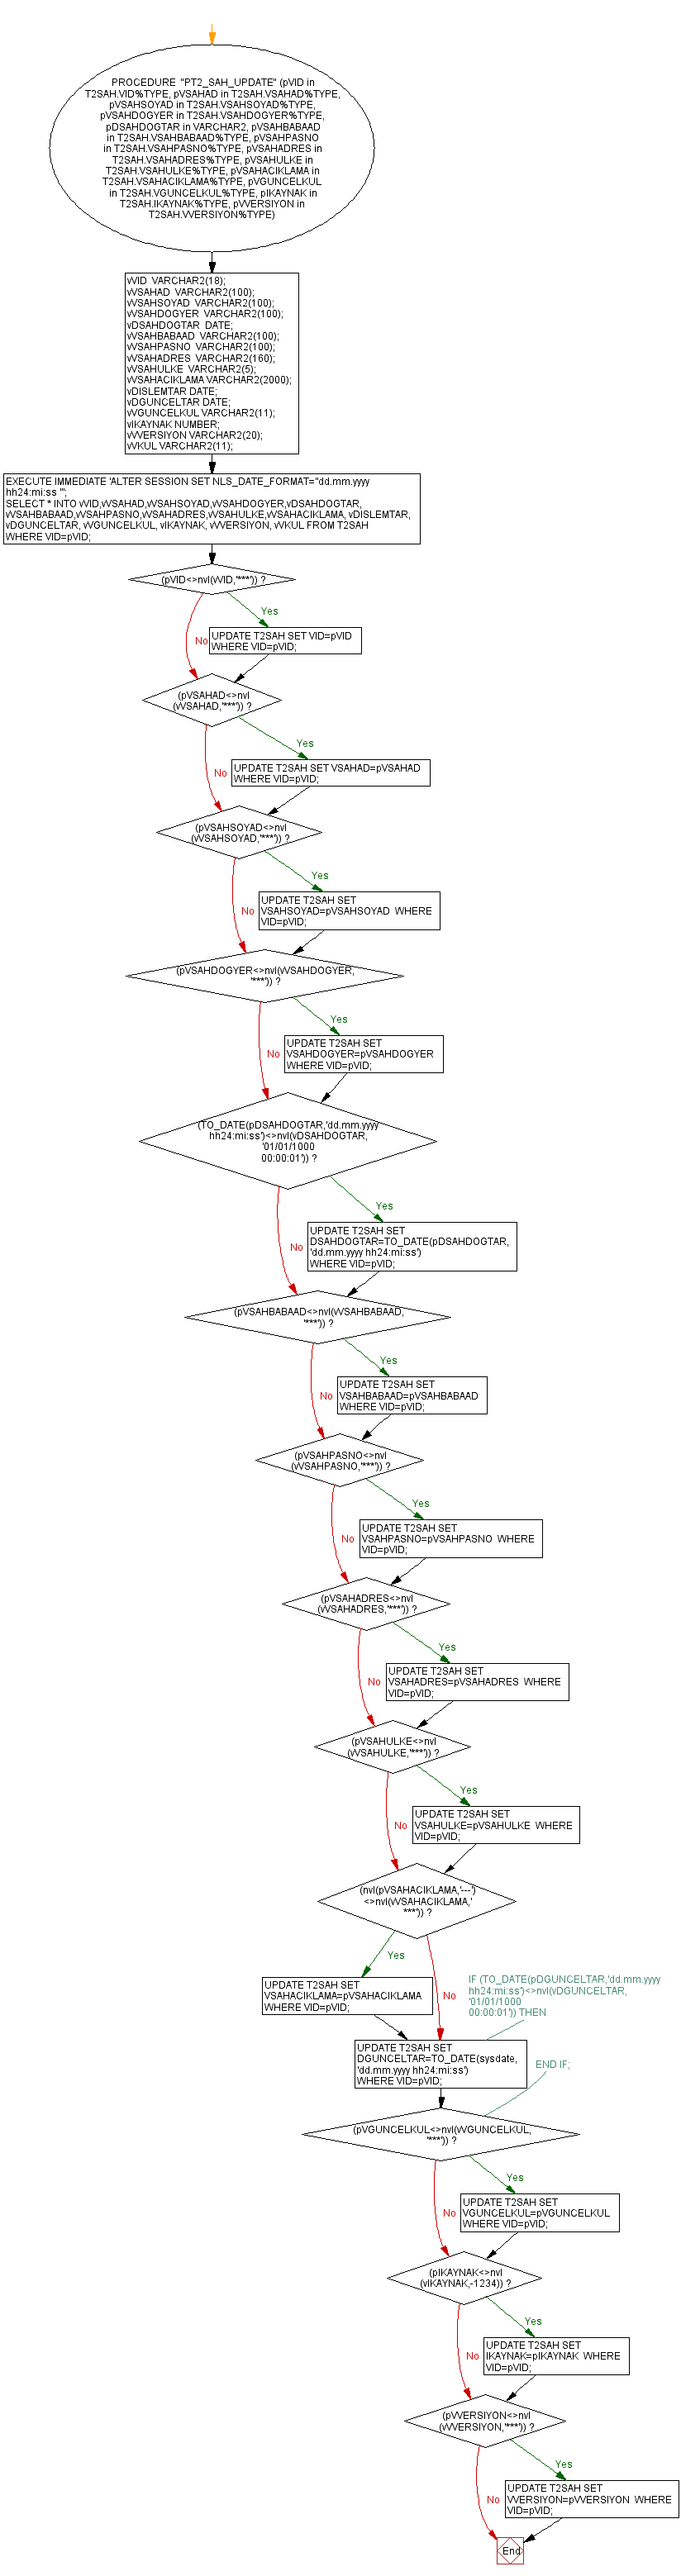 PROCEDURE "PT2_SAH_UPDATE" (pVID in
T2SAH.VID%TYPE, pVSAHAD in T2SAH.VSAHAD%TYPE,
pVSAHSOYAD in T2SAH.VSAHSOYAD%TYPE,
pVSAHDOGYER in T2SAH.VSAHDOGYER%TYPE,
pDSAHDOGTAR in VARCHAR2, pVSAHBABAAD
in T2SAH.VSAHBABAAD%TYPE, pVSAHPASNO
in T2SAH.VSAHPASNO%TYPE, pVSAHADRES in
T2SAH.VSAHADRES%TYPE, pVSAHULKE in
T2SAH.VSAHULKE%TYPE, pVSAHACIKLAMA in
T2SAH.VSAHACIKLAMA%TYPE, pVGUNCELKUL
in T2SAH.VGUNCELKUL%TYPE, pIKAYNAK in
T2SAH.IKAYNAK%TYPE, pVVERSIYON in
T2SAH.VVERSIYON%TYPE)
vVID VARCHAR2(18);
vVSAHAD VARCHAR2(100);
vVSAHSOYAD VARCHAR2(100);
vVSAHDOGYER VARCHAR2(100);
vDSAHDOGTAR DATE;
vVSAHBABAAD VARCHAR2(100);
vVSAHPASNO VARCHAR2(100);
vVSAHADRES VARCHAR2(160);
vVSAHULKE VARCHAR2(5);
vVSAHACIKLAMA VARCHAR2(2000);
vDISLEMTAR DATE;
vDGUNCELTAR DATE;
vVGUNCELKUL VARCHAR2(11);
vIKAYNAK NUMBER;
vVVERSIYON VARCHAR2(20);
vVKUL VARCHAR2(11);
EXECUTE IMMEDIATE 'ALTER SESSION SET NLS_DATE_FORMAT="dd.mm.yyyy
hh24:mi:ss "';
SELECT * INTO vVID,vVSAHAD,vVSAHSOYAD,vVSAHDOGYER,vDSAHDOGTAR,
vVSAHBABAAD,vVSAHPASNO,vVSAHADRES,vVSAHULKE,vVSAHACIKLAMA, vDISLEMTAR,
vDGUNCELTAR, vVGUNCELKUL, vIKAYNAK, vVVERSIYON, vVKUL FROM T2SAH
WHERE VID=pVID;
(pVID<>nvl(vVID,'***')) ?
Yes
UPDATE T2SAH SET VID=pVID
WHERE VID=pVID;
No
(pVSAHAD<>nvl
(vVSAHAD,'***')) ?
Yes
UPDATE T2SAH SET VSAHAD=pVSAHAD
WHERE VID=pVID;
No
(pVSAHSOYAD<>nvl
(vVSAHSOYAD,'***')) ?
Yes
UPDATE T2SAH SET
VSAHSOYAD=pVSAHSOYAD WHERE
VID=pVID;
No
(pVSAHDOGYER<>nvl(vVSAHDOGYER,
'***')) ?
Yes
UPDATE T2SAH SET
VSAHDOGYER=pVSAHDOGYER
WHERE VID=pVID;
No
(TO_DATE(pDSAHDOGTAR,'dd.mm.yyyy
hh24:mi:ss')<>nvl(vDSAHDOGTAR,
'01/01/1000
00:00:01')) ?
Yes
UPDATE T2SAH SET
DSAHDOGTAR=TO_DATE(pDSAHDOGTAR,
'dd.mm.yyyy hh24:mi:ss')
WHERE VID=pVID;
No
(pVSAHBABAAD<>nvl(vVSAHBABAAD,
'***')) ?
Yes
UPDATE T2SAH SET
VSAHBABAAD=pVSAHBABAAD
WHERE VID=pVID;
No
(pVSAHPASNO<>nvl
(vVSAHPASNO,'***')) ?
Yes
UPDATE T2SAH SET
VSAHPASNO=pVSAHPASNO WHERE
VID=pVID;
No
(pVSAHADRES<>nvl
(vVSAHADRES,'***')) ?
Yes
UPDATE T2SAH SET
VSAHADRES=pVSAHADRES WHERE
VID=pVID;
No
(pVSAHULKE<>nvl
(vVSAHULKE,'***')) ?
Yes
UPDATE T2SAH SET
VSAHULKE=pVSAHULKE WHERE
VID=pVID;
No
(nvl(pVSAHACIKLAMA,'---')
<>nvl(vVSAHACIKLAMA,'
***')) ?
Yes
UPDATE T2SAH SET
VSAHACIKLAMA=pVSAHACIKLAMA
WHERE VID=pVID;
No
IF (TO_DATE(pDGUNCELTAR,'dd.mm.yyyy
hh24:mi:ss')<>nvl(vDGUNCELTAR,
'01/01/1000
00:00:01')) THEN
UPDATE T2SAH SET
DGUNCELTAR=TO_DATE(sysdate,
'dd.mm.yyyy hh24:mi:ss')
WHERE VID=pVID;
END IF;
(pVGUNCELKUL<>nvl(vVGUNCELKUL,
'***')) ?
Yes
UPDATE T2SAH SET
VGUNCELKUL=pVGUNCELKUL
WHERE VID=pVID;
No
(pIKAYNAK<>nvl
(vIKAYNAK,-1234)) ?
Yes
UPDATE T2SAH SET
IKAYNAK=pIKAYNAK WHERE
VID=pVID;
No
(pVVERSIYON<>nvl
(vVVERSIYON,'***')) ?
Yes
UPDATE T2SAH SET
VVERSIYON=pVVERSIYON WHERE
VID=pVID;
No
End